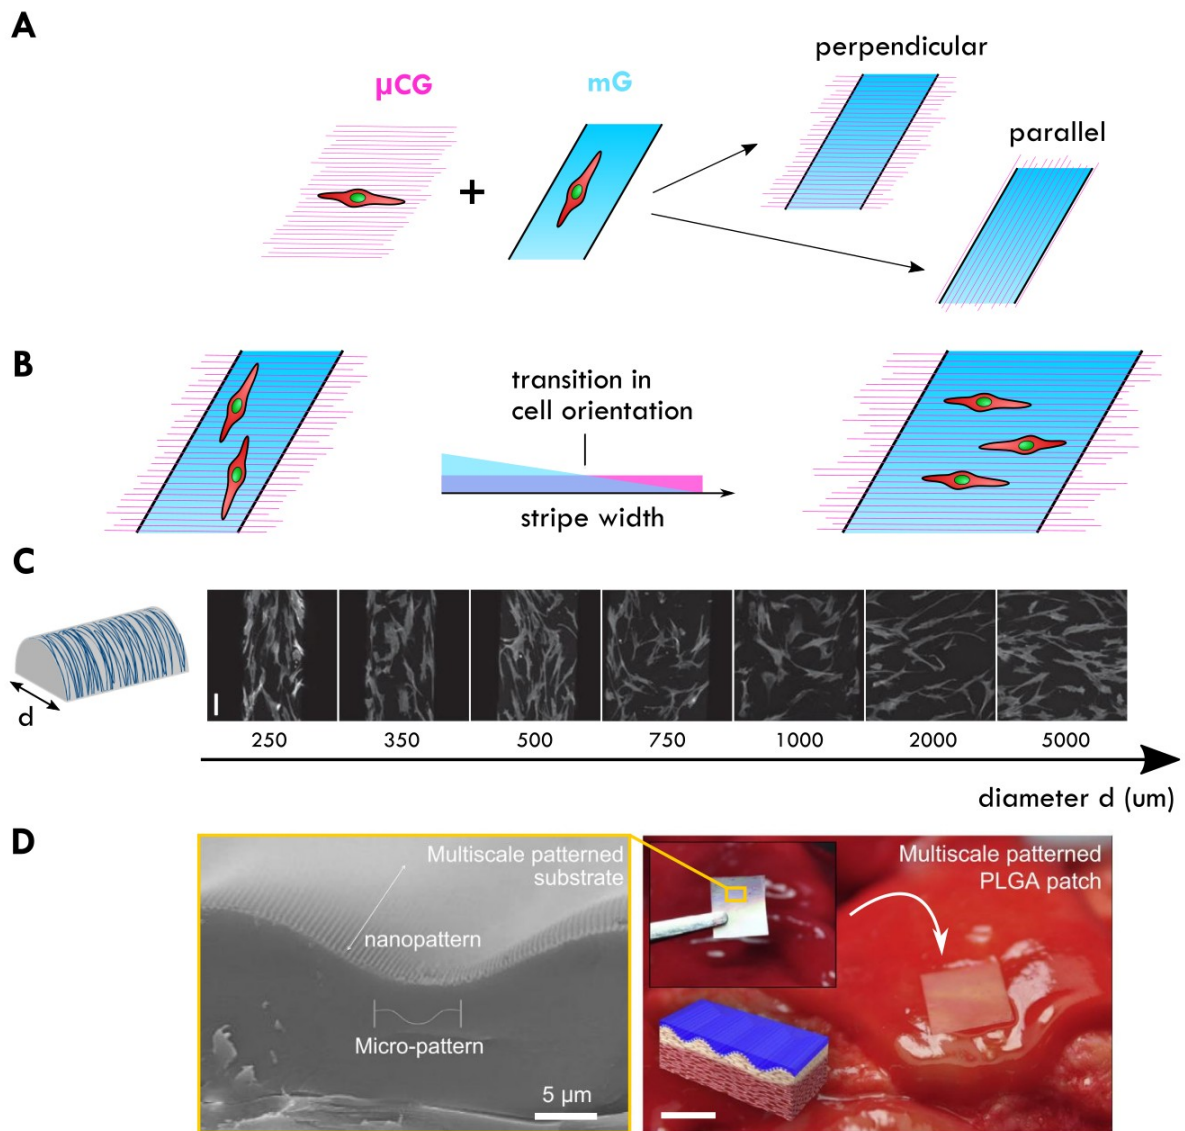 A
perpendicular
µCG
mG
parallel
+
B
transition in
cell orientation
stripe width
C
d
250 350 500 750 1000 2000 5000
diameter d (um)
D
Multiscale patterned
substrate
nanopattern
Micro-pattern
5 µm
Multiscale patterned
PLGA patch